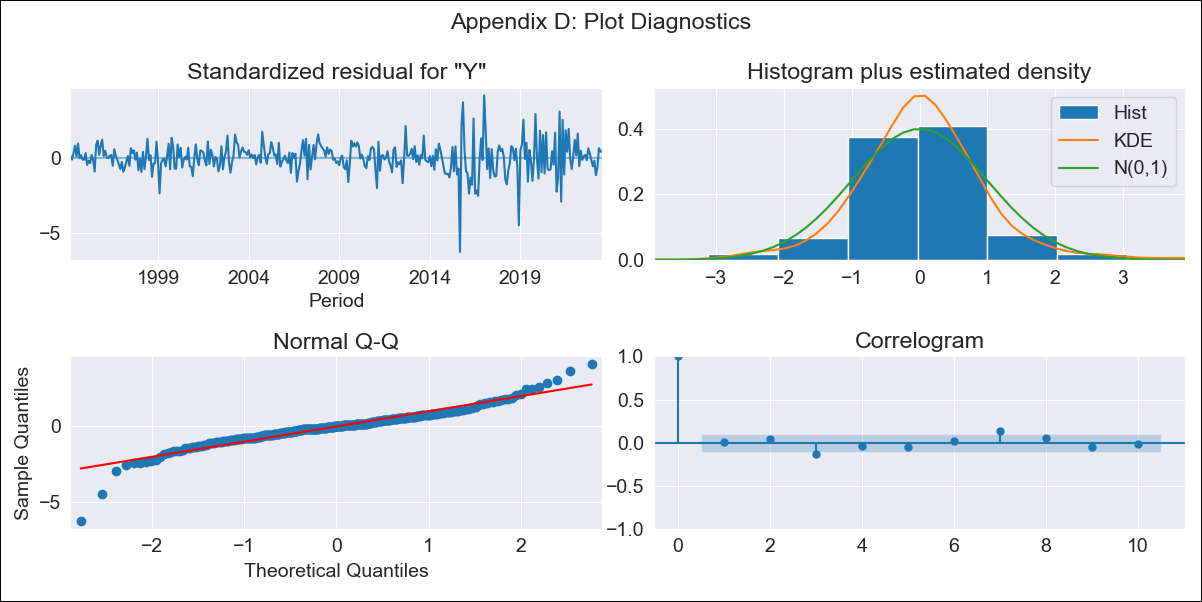 Appendix D: Plot Diagnostics
Standardized residual for "Y"
0
−5
1999 2004 2009 2014 2019
Period
Histogram plus estimated density
Hist
KDE
N(0,1)
0.4
0.2
0.0
−3 −2 −1 0 1 2 3
Normal Q-Q
Sample Quantiles
0
−5
−2 −1 0 1 2
Theoretical Quantiles
Correlogram
1.0
0.5
0.0
−0.5
−1.0
0 2 4 6 8 10